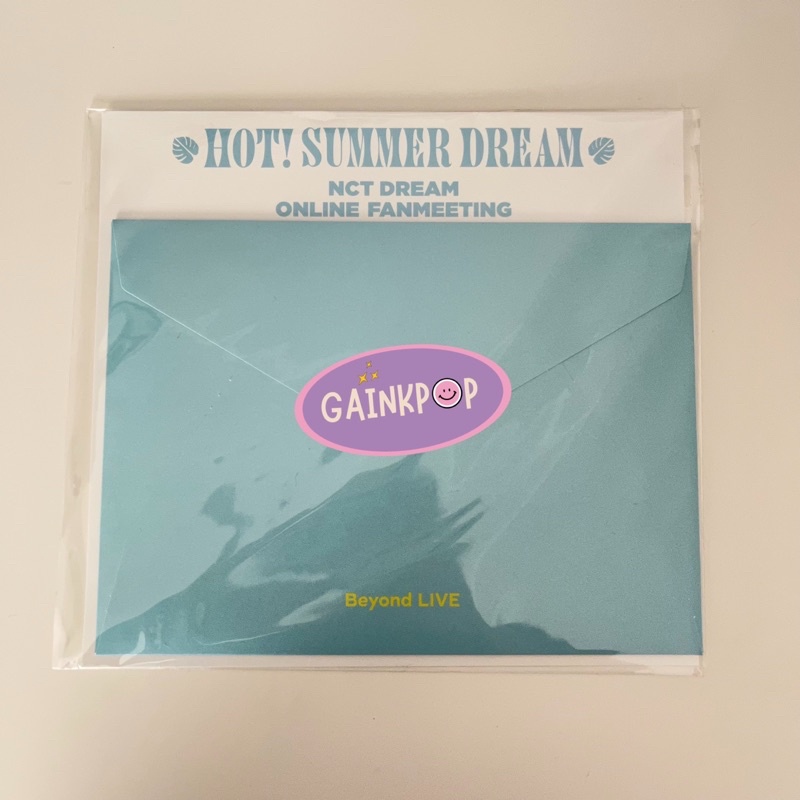 HOT! SUMMER DREAM
NCT DREAM
ONLINE FANMEETING
GAINKPOP
Beyond LIVE